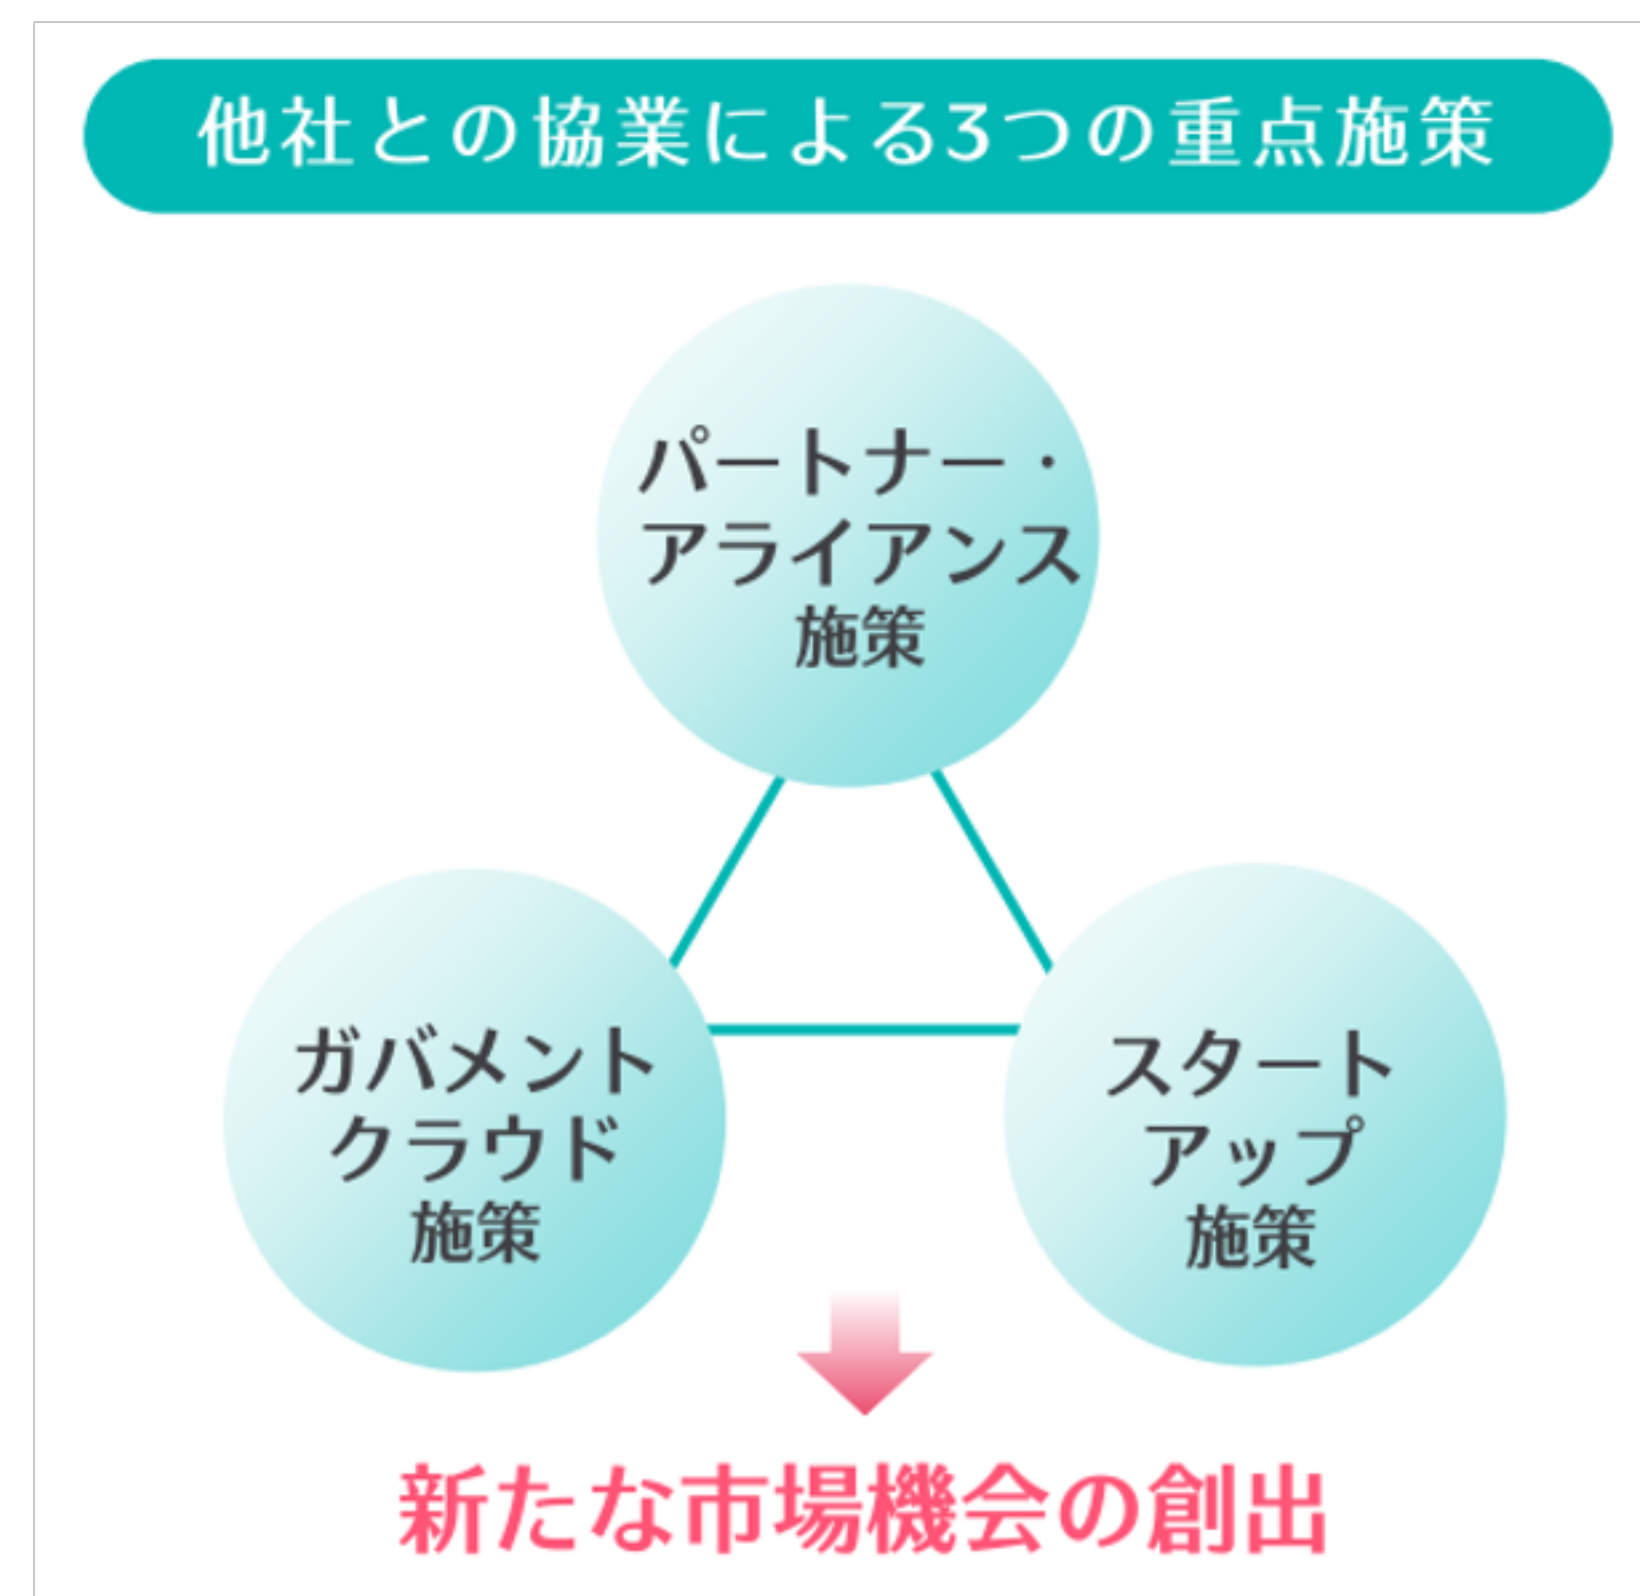 他社との協業による3つの重点施策
パートナー・
アライアンス
施策
ガバメント
クラウド
施策
スタート
アップ
施策
新たな市場機会の創出